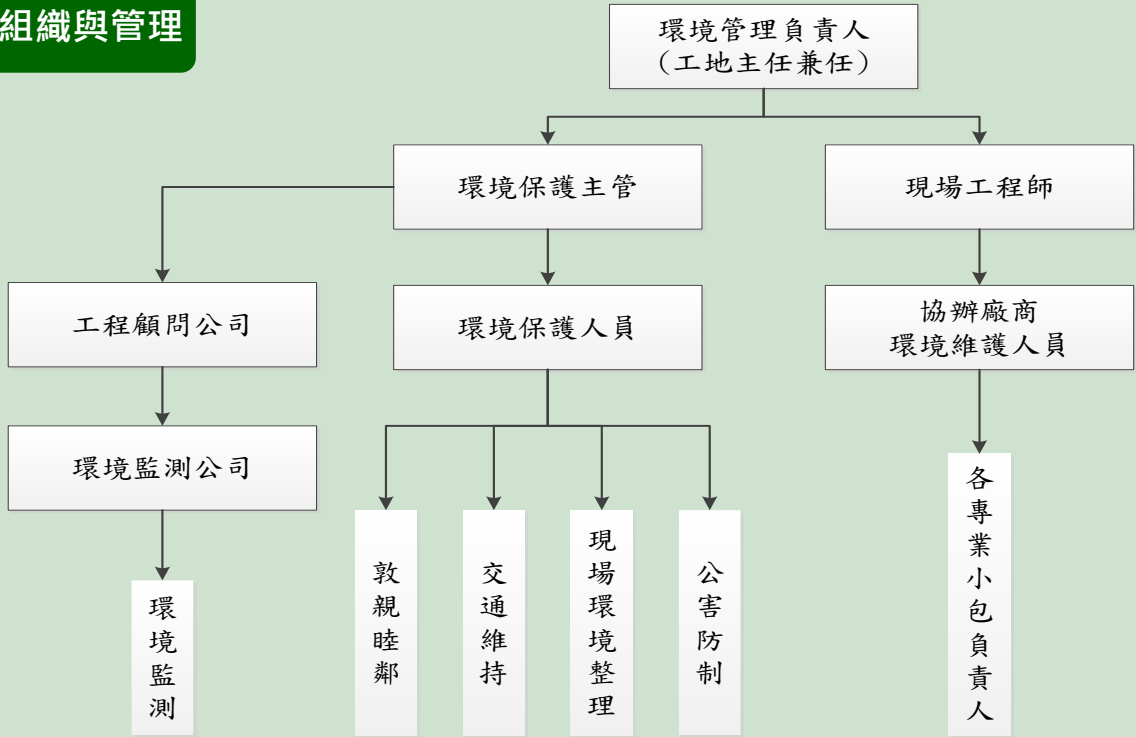 組織與管理
環境管理負責人
(工地主任兼任)
環境保護主管
現場工程師
工程顧問公司
環境保護人員
協辦廠商
環境維護人員
環境監測公司
環境監測
敦親睦鄰
交通維持
現場環境整理
公害防制
各專業小包負責人